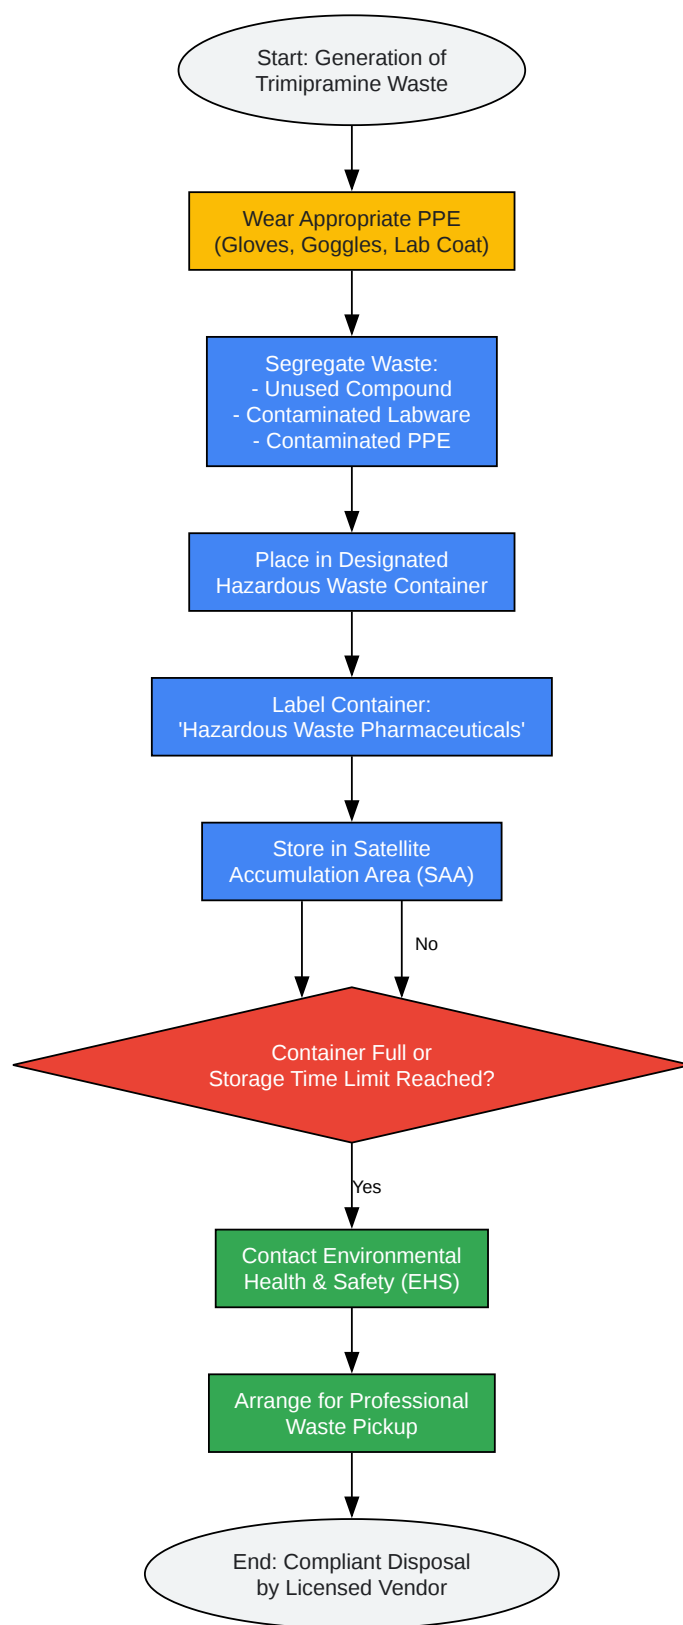 Start: Generation of
Trimipramine Waste
Wear Appropriate PPE
(Gloves, Goggles, Lab Coat)
Segregate Waste:
- Unused Compound
- Contaminated Labware
- Contaminated PPE
Place in Designated
Hazardous Waste Container
Label Container:
'Hazardous Waste Pharmaceuticals'
Store in Satellite
Accumulation Area (SAA)
No
Container Full or
Storage Time Limit Reached?
Yes
Contact Environmental
Health & Safety (EHS)
Arrange for Professional
Waste Pickup
End: Compliant Disposal
by Licensed Vendor